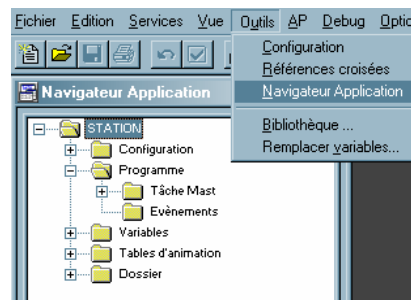 Fichier Edition Services Vue Outils AP Debug Optic
Configuration
Références croisées
Navigateur Application
Bibliothèque ...
Remplacer variables...
Navigateur Application
STATION
Configuration
Programme
Tâche Mast
Evènements
Variables
Tables d'animation
Dossier